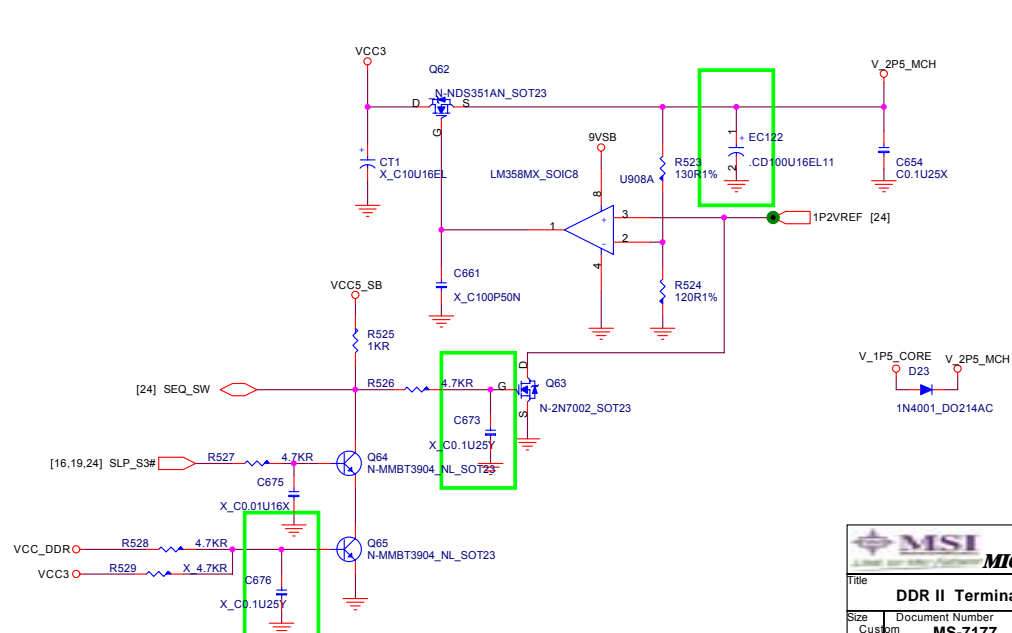 VCC3
V_2P5_MCH
Q62
N-NDS351AN_SOT23
D
S
G
9VSB
1
+
EC122
2
.CD100U16EL11
+
CT1
X_C10U16EL
LM358MX_SOIC8
U908A
R523
130R1%
C654
C0.1U25X
8
3
1P2VREF [24]
1
+
2
-
4
C661
X_C100P50N
R524
120R1%
VCC5_SB
R525
1KR
V_1P5_CORE
V_2P5_MCH
D23
1N4001_DO214AC
D
[24] SEQ_SW
R526
4.7KR
G
Q63
S
N-2N7002_SOT23
C673
X_C0.1U25Y
[16,19,24] SLP_S3#
R527
4.7KR
Q64
N-MMBT3904_NL_SOT23
C675
X_C0.01U16X
VCC_DDR
R528
4.7KR
Q65
N-MMBT3904_NL_SOT23
VCC3
R529
X_4.7KR
C676
X_C0.1U25Y
MSI
MIC
Title
DDR II Termina
Size
Document Number
Custom
MS-7177